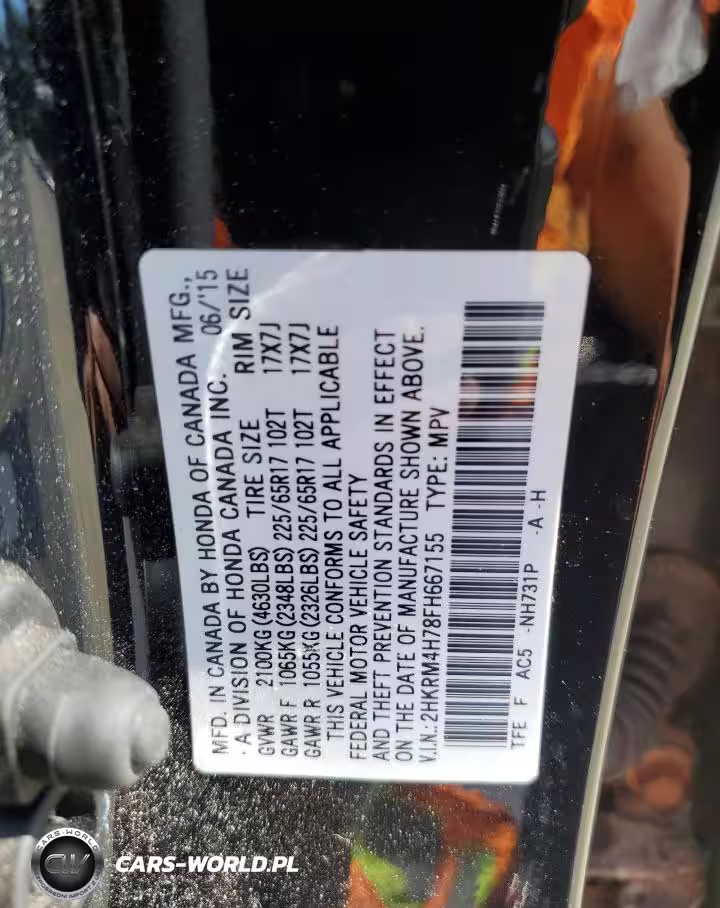 MFD. IN CANADA BY HONDA OF CANADA MFG.,
· A DIVISION OF HONDA CANADA INC. 06/'15
GVWR 2100KG(4630LBS) TIRE SIZE RIM SIZE
GAWR F 1065KG(2348LBS) 225/65R17 102T 17X7J
GAWR R 1055KG(2326LBS) 225/65R17 102T 17X7J
THIS VEHICLE CONFORMS TO ALL APPLICABLE
FEDERAL MOTOR VEHICLE SAFETY
AND THEFT PREVENTION STANDARDS IN EFFECT
ON THE DATE OF MANUFACTURE SHOWN ABOVE.
V.I.N.:2HKRM4H78FH667155 TYPE: MPV
TFE F AC5 -NH731P -A -H
CARS-WORLD
CW
CARS-WORLD.PL